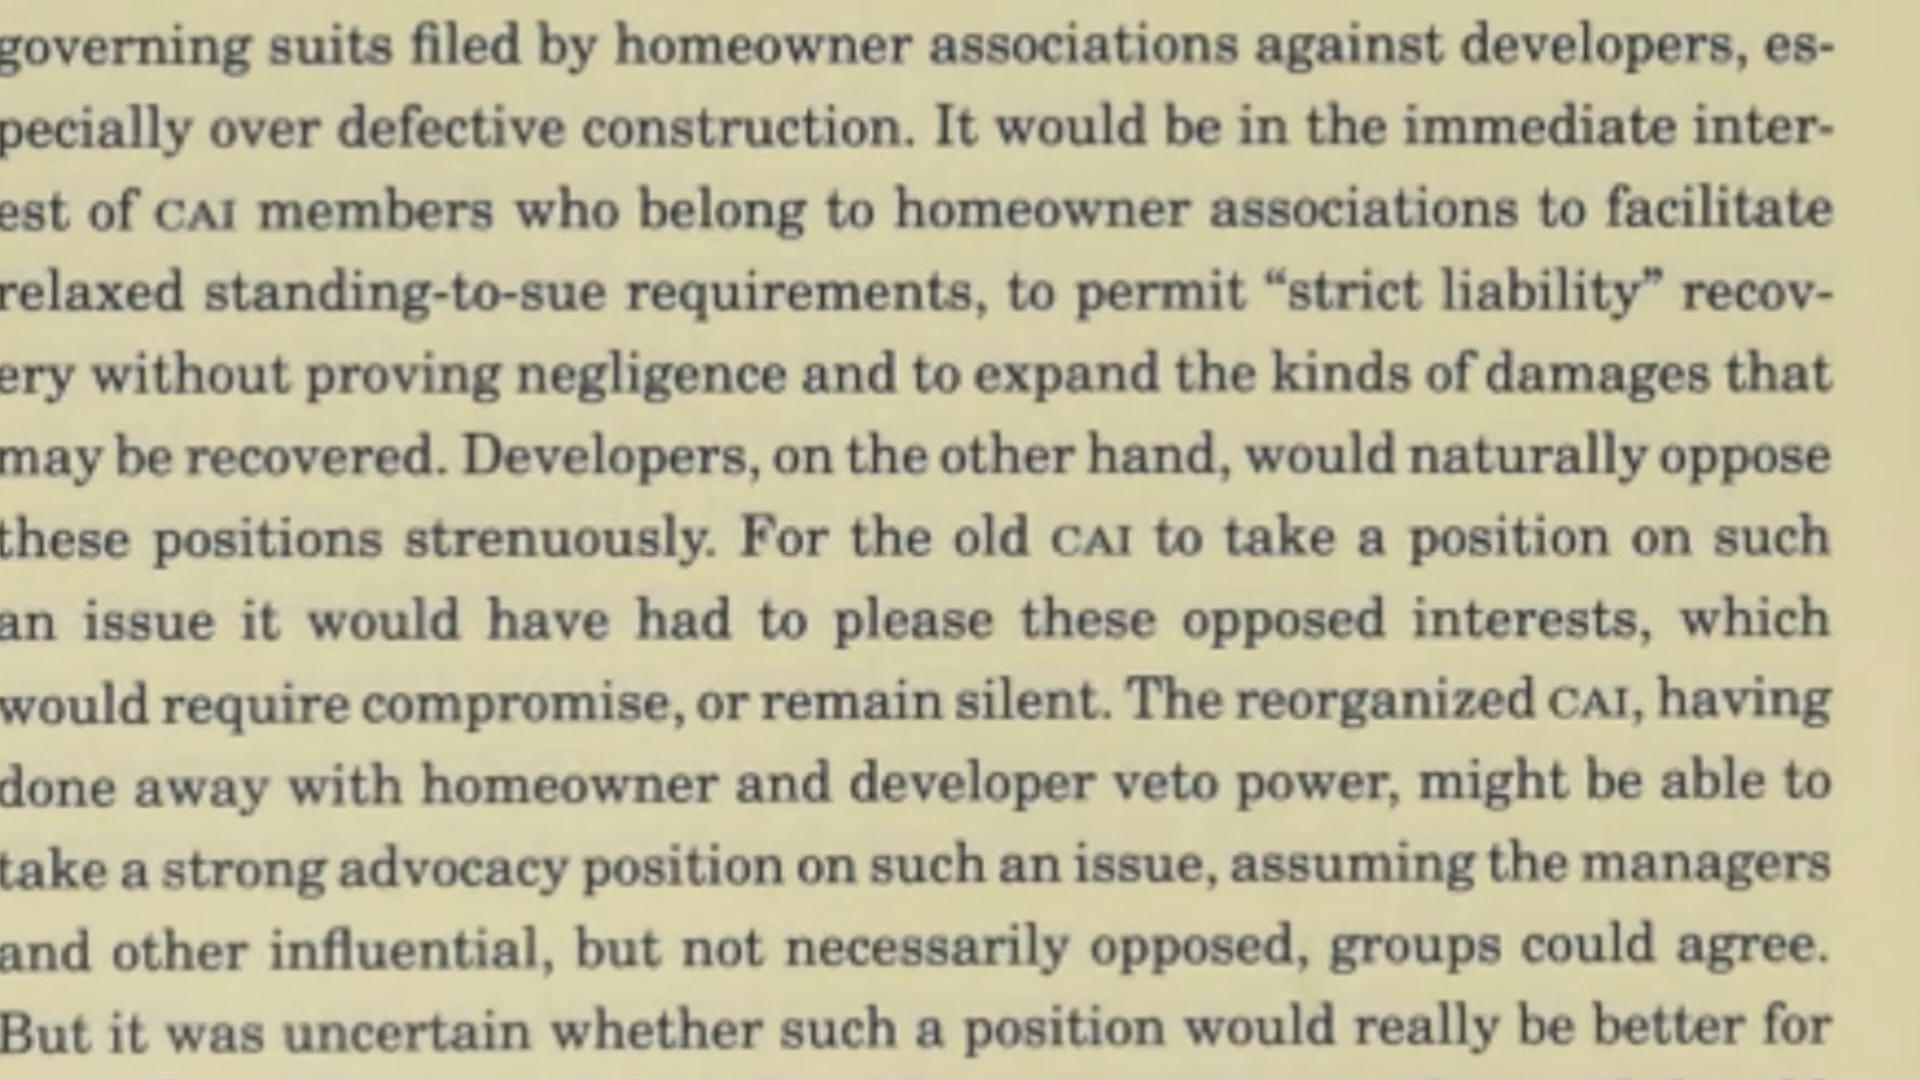 governing suits filed by homeowner associations against developers, es-
pecially over defective construction. It would be in the immediate inter-
est of CAI members who belong to homeowner associations to facilitate
relaxed standing-to-sue requirements, to permit “strict liability” recov-
ery without proving negligence and to expand the kinds of damages that
may be recovered. Developers, on the other hand, would naturally oppose
these positions strenuously. For the old CAI to take a position on such
an issue it would have had to please these opposed interests, which
would require compromise, or remain silent. The reorganized CAI, having
done away with homeowner and developer veto power, might be able to
take a strong advocacy position on such an issue, assuming the managers
and other influential, but not necessarily opposed, groups could agree.
But it was uncertain whether such a position would really be better for